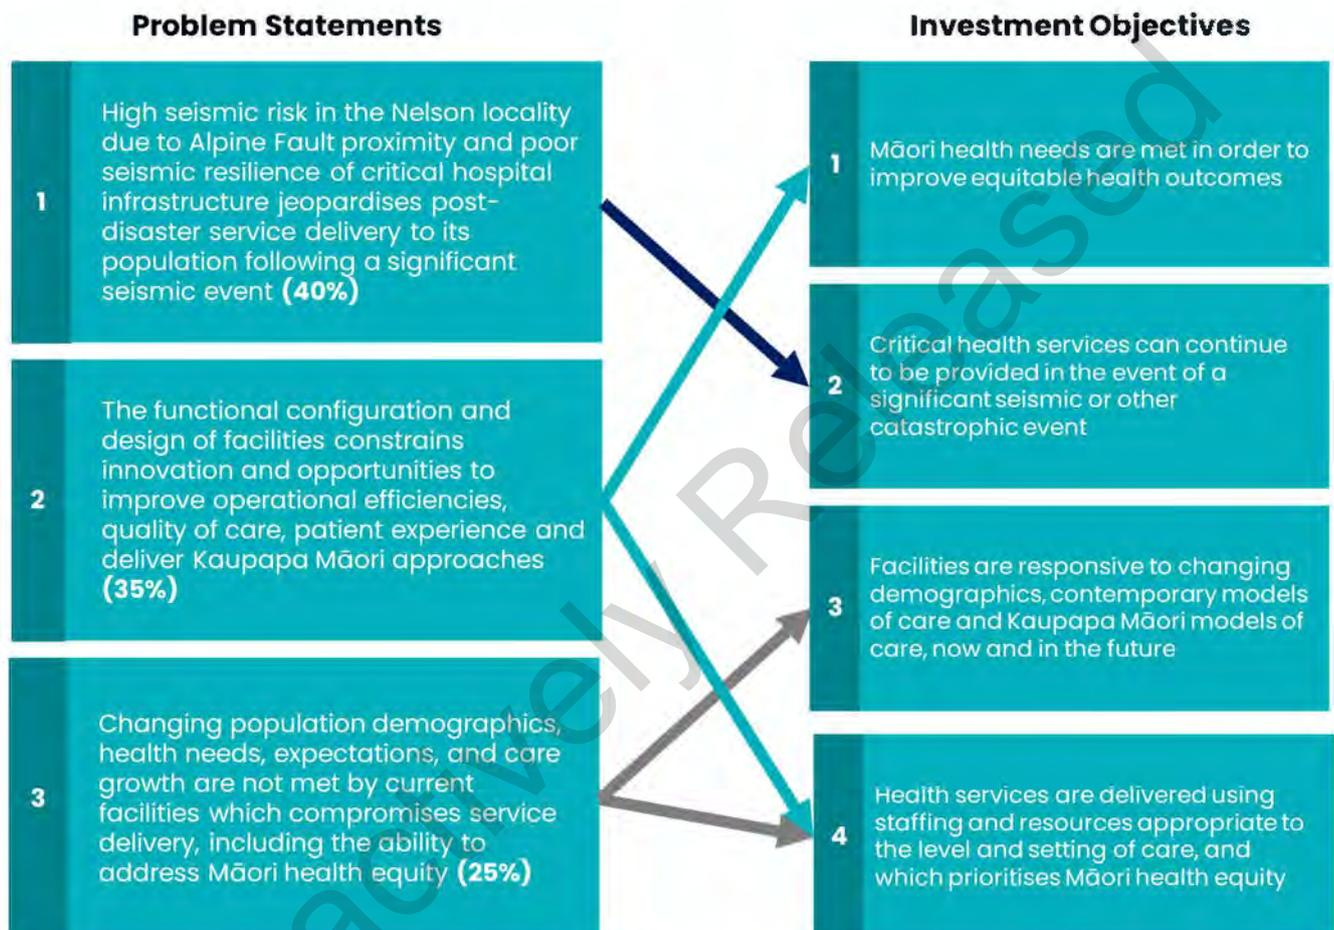 Problem Statements
Investment Objectives
1
High seismic risk in the Nelson locality
due to Alpine Fault proximity and poor
seismic resilience of critical hospital
infrastructure jeopardises post-
disaster service delivery to its
population following a significant
seismic event (40%)
2
The functional configuration and
design of facilities constrains
innovation and opportunities to
improve operational efficiencies,
quality of care, patient experience and
deliver Kaupapa Māori approaches
(35%)
3
Changing population demographics,
health needs, expectations, and care
growth are not met by current
facilities which compromises service
delivery, including the ability to
address Māori health equity (25%)
1
Māori health needs are met in order to
improve equitable health outcomes
2
Critical health services can continue
to be provided in the event of a
significant seismic or other
catastrophic event
3
Facilities are responsive to changing
demographics, contemporary models
of care and Kaupapa Māori models of
care, now and in the future
4
Health services are delivered using
staffing and resources appropriate to
the level and setting of care, and
which prioritises Māori health equity
actively Released